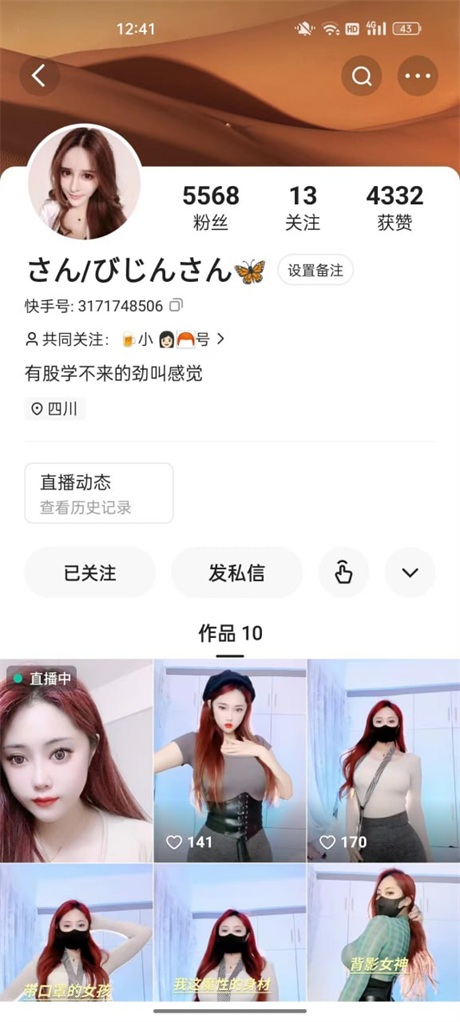 12:41
HD 4G 43
5568 13 4332
粉丝 关注 获赞
さん/びじんさん🦋 设置备注
快手号: 3171748506
共同关注: 🍺小👩🏻号
有股学不来的劲叫感觉
四川
直播动态
查看历史记录
已关注 发私信
作品 10
直播中
141 170
带口罩的女孩 我这魔性的身材 背影女神